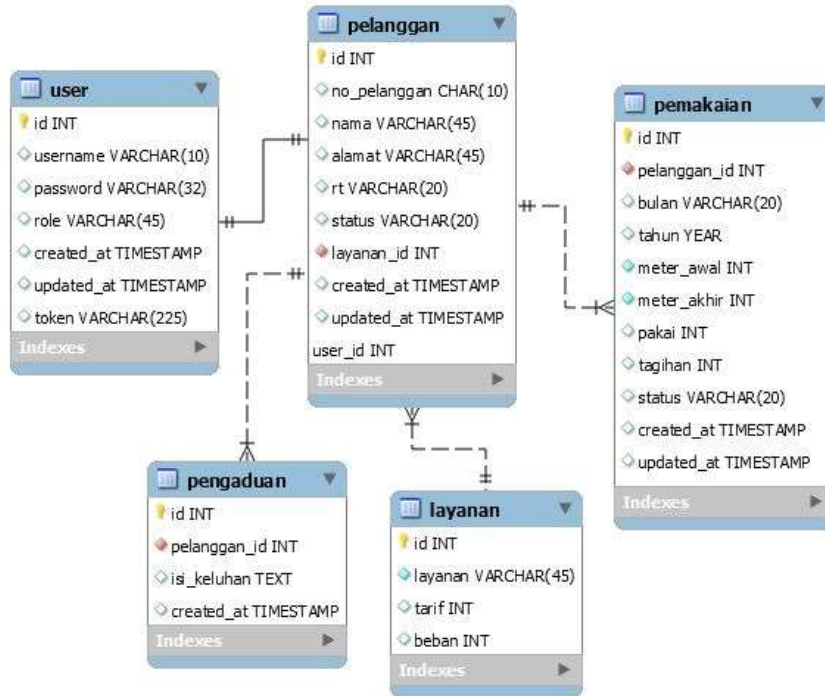 user
id INT
username VARCHAR(10)
password VARCHAR(32)
role VARCHAR(45)
created_at TIMESTAMP
updated_at TIMESTAMP
token VARCHAR(225)
Indexes
pelanggan
id INT
no_pelanggan CHAR(10)
nama VARCHAR(45)
alamat VARCHAR(45)
rt VARCHAR(20)
status VARCHAR(20)
layanan_id INT
created_at TIMESTAMP
updated_at TIMESTAMP
user_id INT
Indexes
pemakaian
id INT
pelanggan_id INT
bulan VARCHAR(20)
tahun YEAR
meter_awal INT
meter_akhir INT
pakai INT
tagihan INT
status VARCHAR(20)
created_at TIMESTAMP
updated_at TIMESTAMP
Indexes
pengaduan
id INT
pelanggan_id INT
isi_keluhan TEXT
created_at TIMESTAMP
Indexes
layanan
id INT
layanan VARCHAR(45)
tarif INT
beban INT
Indexes